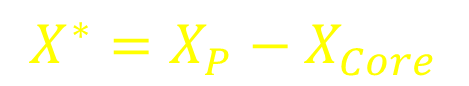 X* = X_P − X_Core